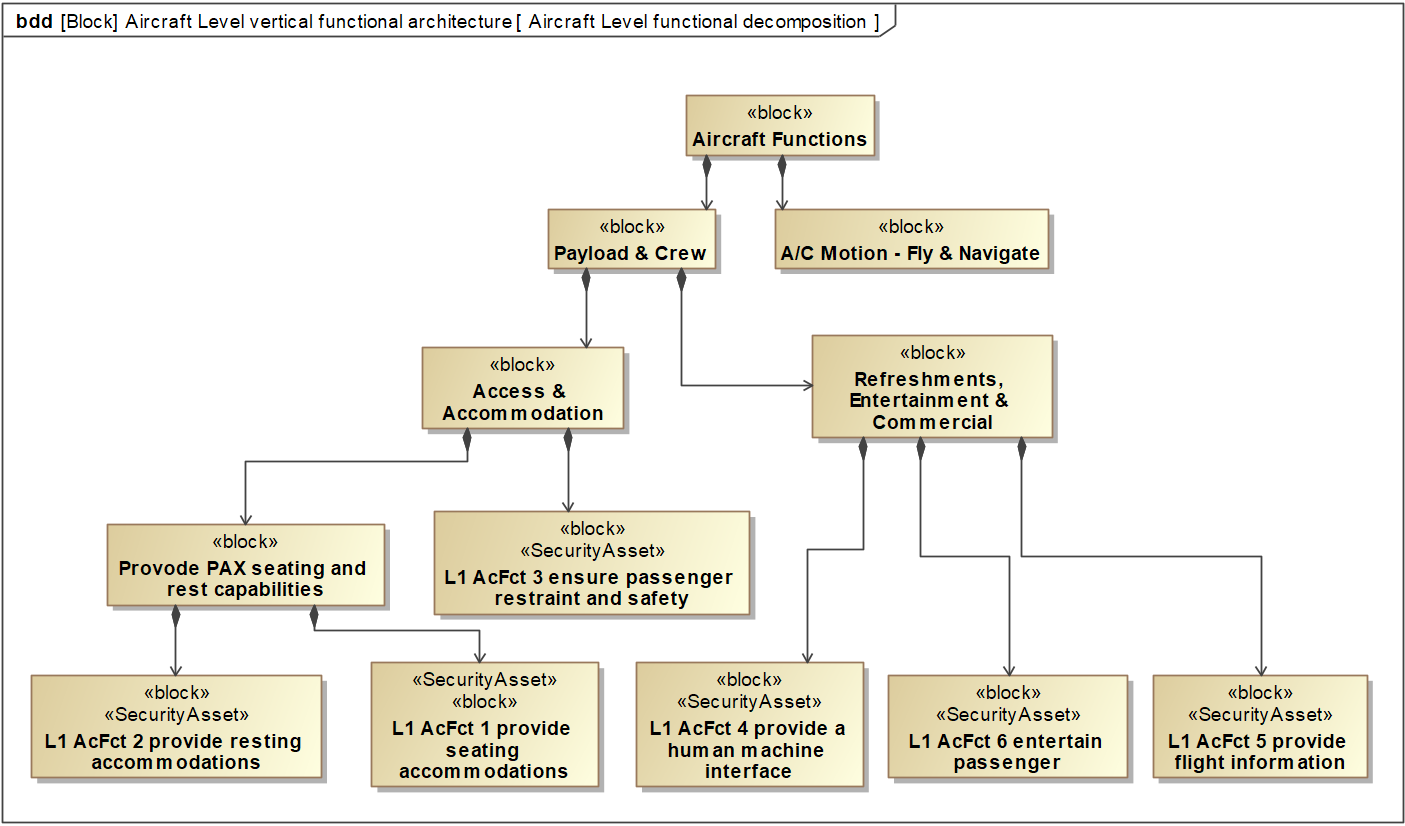 bdd [Block] Aircraft Level vertical functional architecture [ Aircraft Level functional decomposition ]
«block»
Aircraft Functions
«block»
Payload & Crew
«block»
A/C Motion - Fly & Navigate
«block»
Access &
Accommodation
«block»
Refreshments,
Entertainment &
Commercial
«block»
Provode PAX seating and
rest capabilities
«block»
«SecurityAsset»
L1 AcFct 3 ensure passenger
restraint and safety
«block»
«SecurityAsset»
L1 AcFct 2 provide resting
accommodations
«SecurityAsset»
«block»
L1 AcFct 1 provide
seating
accommodations
«block»
«SecurityAsset»
L1 AcFct 4 provide a
human machine
interface
«block»
«SecurityAsset»
L1 AcFct 6 entertain
passenger
«block»
«SecurityAsset»
L1 AcFct 5 provide
flight information